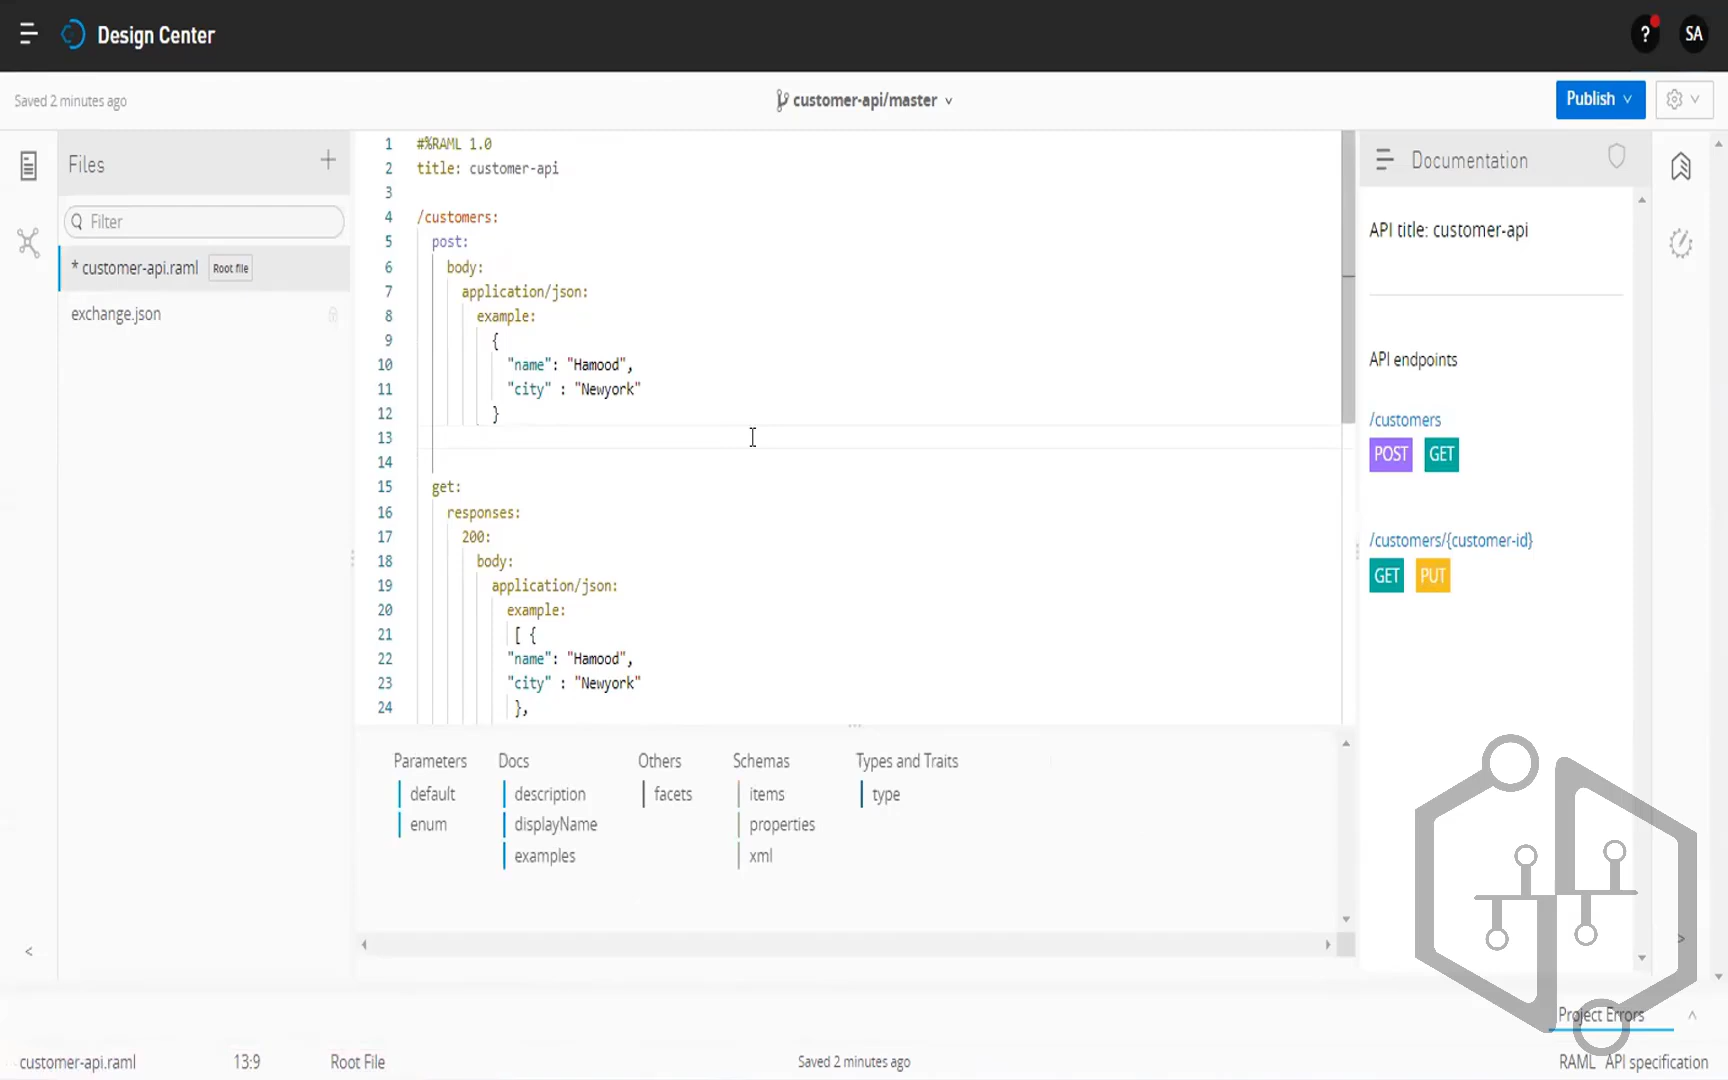 Design Center
?
SA
Saved 2 minutes ago
customer-api/master
Publish
Files
+
Filter
* customer-api.raml
Root file
exchange.json
1 #%RAML 1.0
2 title: customer-api
3
4 /customers:
5 post:
6 body:
7 application/json:
8 example:
9 {
10 "name": "Hamood",
11 "city" : "Newyork"
12 }
13
14
15 get:
16 responses:
17 200:
18 body:
19 application/json:
20 example:
21 [ {
22 "name": "Hamood",
23 "city" : "Newyork"
24 },
Parameters
default
enum
Docs
description
displayName
examples
Others
facets
Schemas
items
properties
xml
Types and Traits
type
Documentation
API title: customer-api
API endpoints
/customers
POST GET
/customers/{customer-id}
GET PUT
Project Errors
customer-api.raml
13:9
Root File
Saved 2 minutes ago
RAML API specification